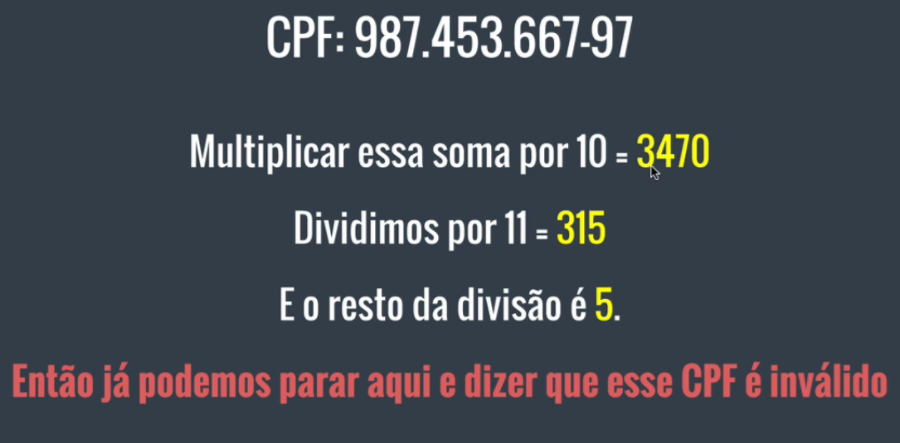 CPF: 987.453.667-97
Multiplicar essa soma por 10 = 3470
Dividimos por 11 = 315
E o resto da divisão é 5.
Então já podemos parar aqui e dizer que esse CPF é inválido